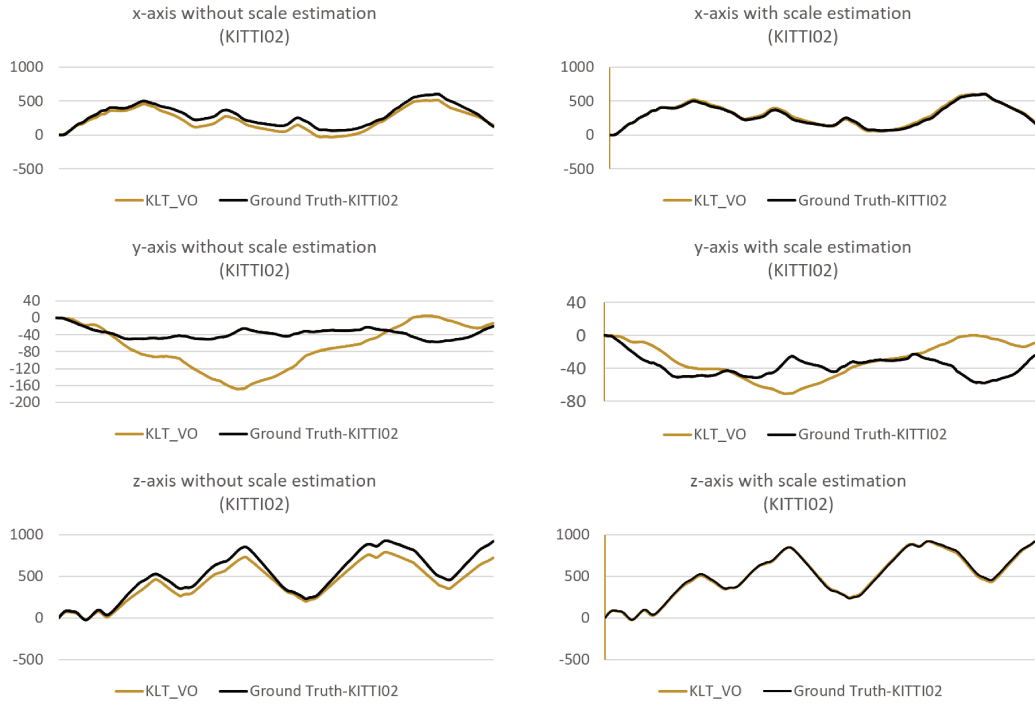 x-axis without scale estimation
(KITTI02)
1000
500
0
-500
KLT_VO
Ground Truth-KITTI02
x-axis with scale estimation
(KITTI02)
1000
500
0
-500
KLT_VO
Ground Truth-KITTI02
y-axis without scale estimation
(KITTI02)
40
0
-40
-80
-120
-160
-200
KLT_VO
Ground Truth-KITTI02
y-axis with scale estimation
(KITTI02)
40
0
-40
-80
KLT_VO
Ground Truth-KITTI02
z-axis without scale estimation
(KITTI02)
1000
500
0
-500
KLT_VO
Ground Truth-KITTI02
z-axis with scale estimation
(KITTI02)
1000
500
0
-500
KLT_VO
Ground Truth-KITTI02